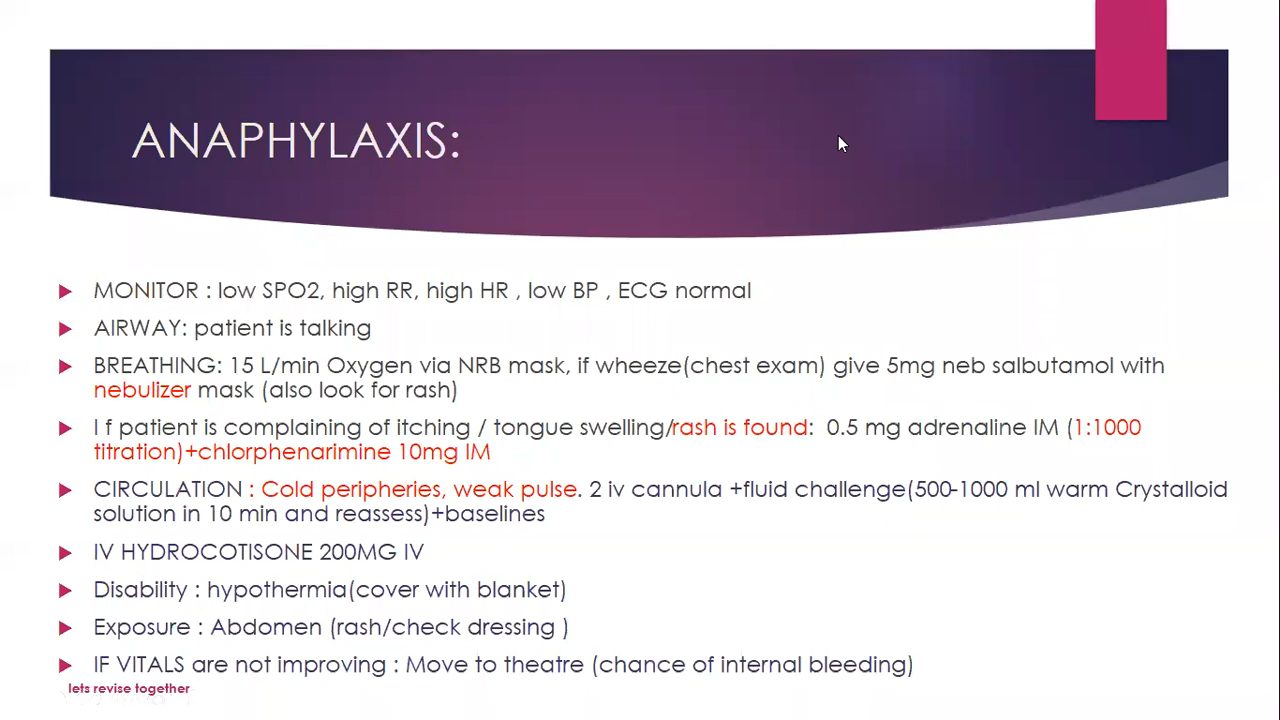 ANAPHYLAXIS:
MONITOR : low SPO2, high RR, high HR , low BP , ECG normal
AIRWAY: patient is talking
BREATHING: 15 L/min Oxygen via NRB mask, if wheeze(chest exam) give 5mg neb salbutamol with
nebulizer mask (also look for rash)
I f patient is complaining of itching / tongue swelling/rash is found:  0.5 mg adrenaline IM (1:1000
titration)+chlorphenarimine 10mg IM
CIRCULATION : Cold peripheries, weak pulse. 2 iv cannula +fluid challenge(500-1000 ml warm Crystalloid
solution in 10 min and reassess)+baselines
IV HYDROCOTISONE 200MG IV
Disability : hypothermia(cover with blanket)
Exposure : Abdomen (rash/check dressing )
IF VITALS are not improving : Move to theatre (chance of internal bleeding)
lets revise together